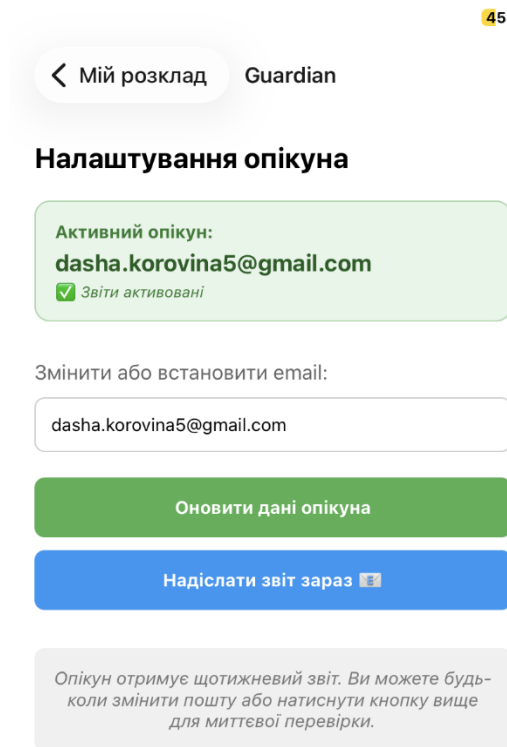 45
Мій розклад Guardian
Налаштування опікуна
Активний опікун:
dasha.korovina5@gmail.com
✅ Звіти активовані
Змінити або встановити email:
dasha.korovina5@gmail.com
Оновити дані опікуна
Надіслати звіт зараз 📧
Опікун отримує щотижневий звіт. Ви можете будь-
коли змінити пошту або натиснути кнопку вище
для миттєвої перевірки.